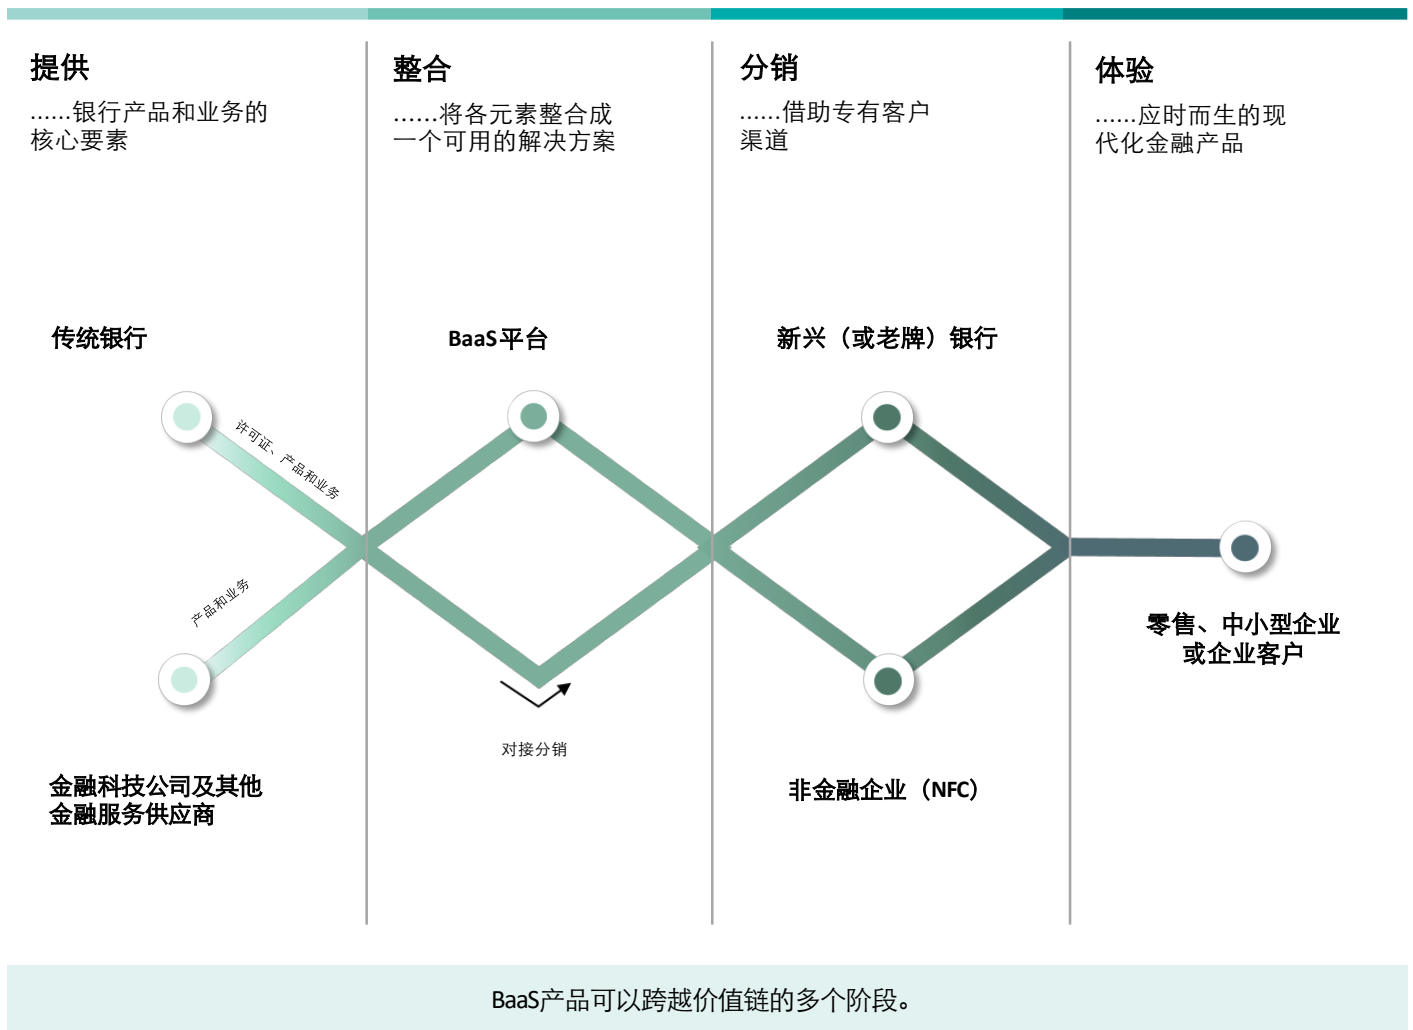 提供
……银行产品和业务的
核心要素
整合
……将各元素整合成
一个可用的解决方案
分销
……借助专有客户
渠道
体验
……应时而生的现
代化金融产品
传统银行
BaaS平台
新兴（或老牌）银行
许可证、产品和业务
产品和业务
零售、中小型企业
或企业客户
对接分销
金融科技公司及其他
金融服务供应商
非金融企业（NFC）
BaaS产品可以跨越价值链的多个阶段。